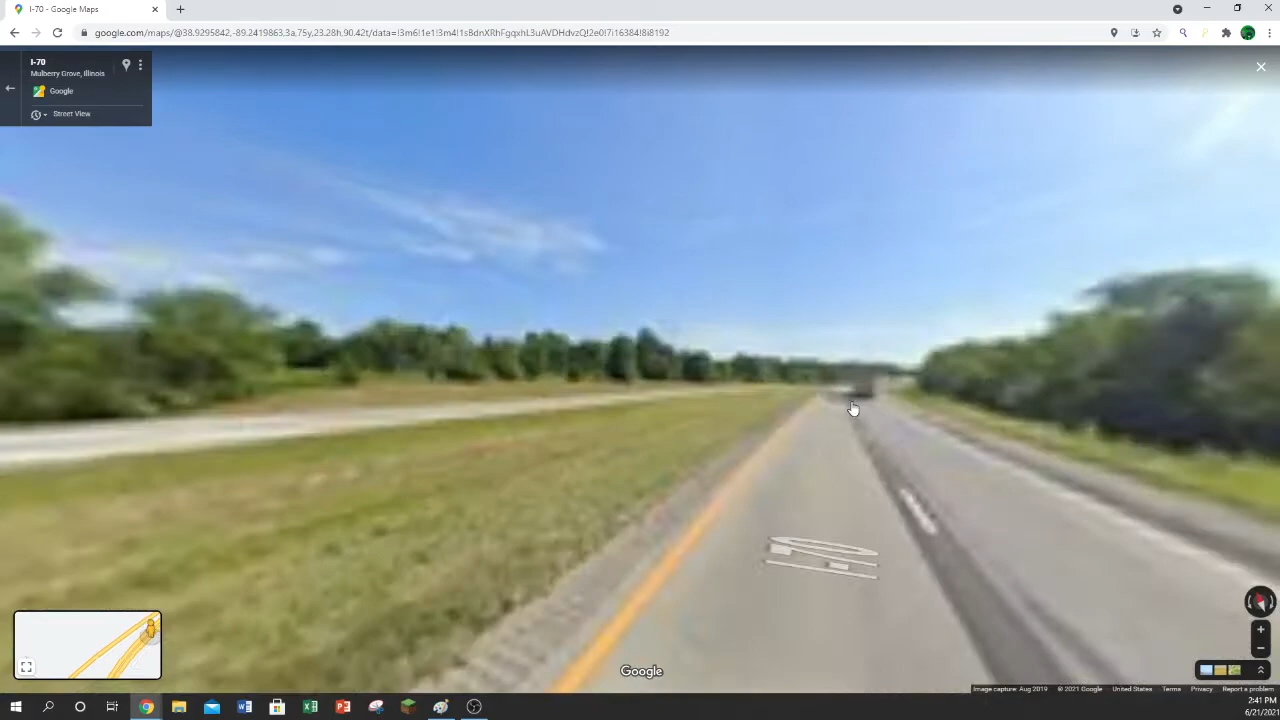 I-70 - Google Maps
google.com/maps/@38.9295842,-89.2419863,3a,75y,23.28h,90.42t/data=!3m6!1e1!3m4!1s8dnXRhFgqxhL3uAVDHdvzQ!2e0!7i16384!8i8192
I-70
Mulberry Grove, Illinois
Google
Street View
I-70
Google
Image capture: Aug 2019 © 2021 Google United States Terms Privacy Report a problem
2:41 PM
6/21/2021